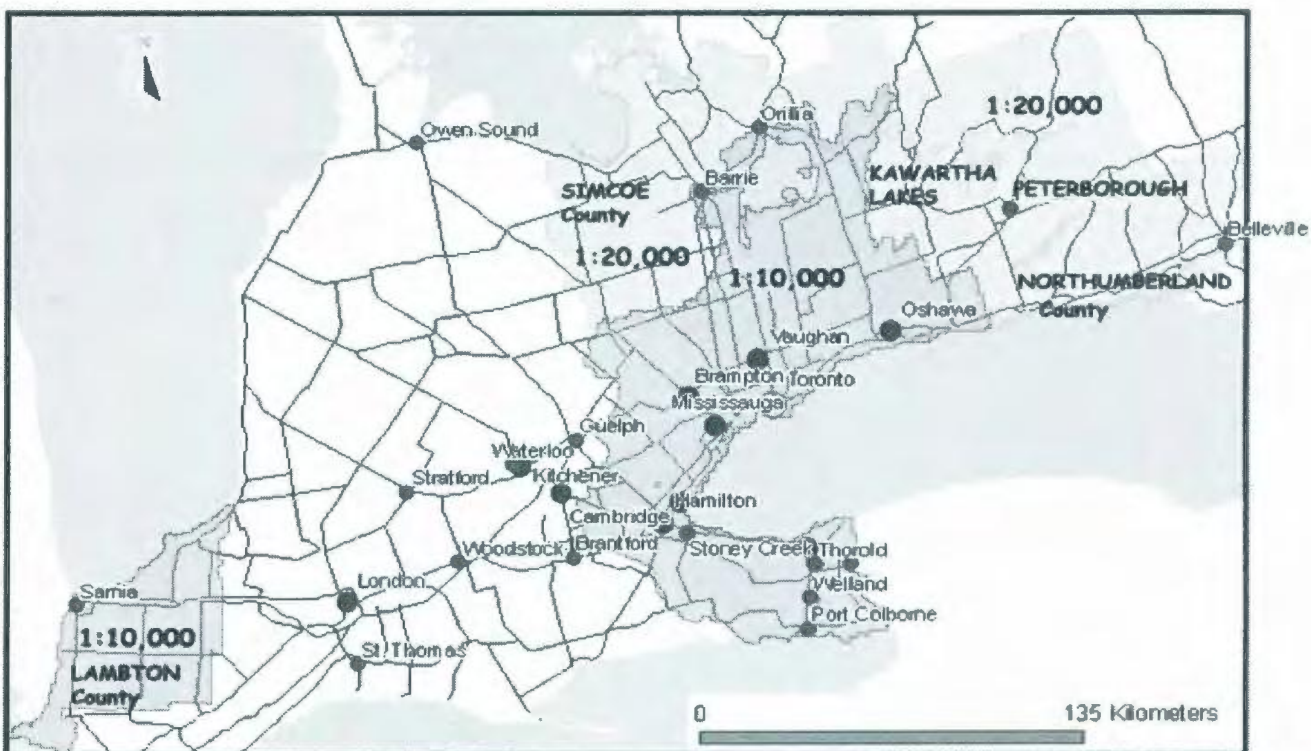 Orillia
1:20,000
Owen Sound
KAWARTHA
LAKES
Barrie
SIMCOE
County
PETERBOROUGH
Belleville
1:20,000
1:10,000
NORTHUMBERLAND
County
Oshawa
Vaughan
Brampton
Toronto
Mississauga
Guelph
Waterloo
Stratford
Kitchener
Hamilton
Cambridge
Woodstock
Brantford
Stoney Creek
Thorold
Sarnia
London
Welland
Port Colborne
1:10,000
St. Thomas
LAMBTON
County
0
135 Kilometers